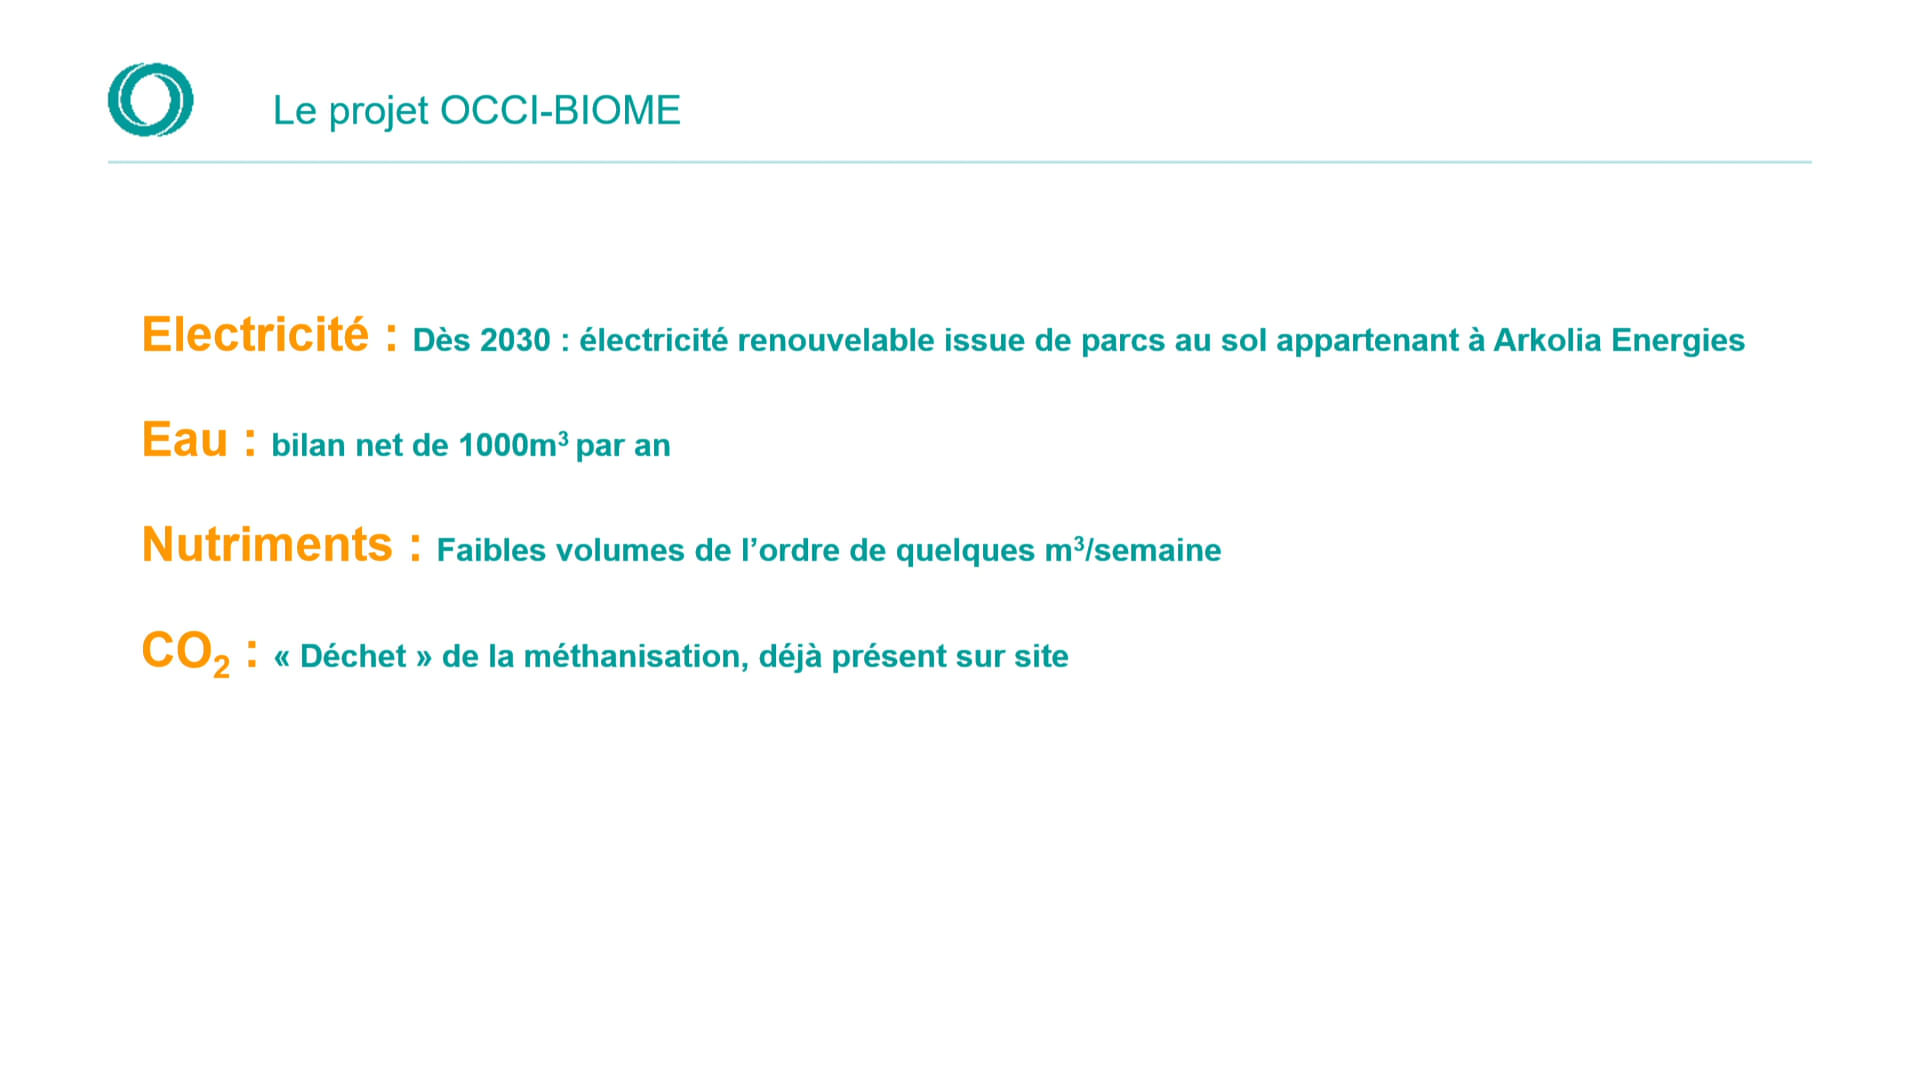 Le projet OCCI-BIOME
Electricité : Dès 2030 : électricité renouvelable issue de parcs au sol appartenant à Arkolia Energies
Eau : bilan net de 1000m³ par an
Nutriments : Faibles volumes de l’ordre de quelques m³/semaine
CO₂ : « Déchet » de la méthanisation, déjà présent sur site